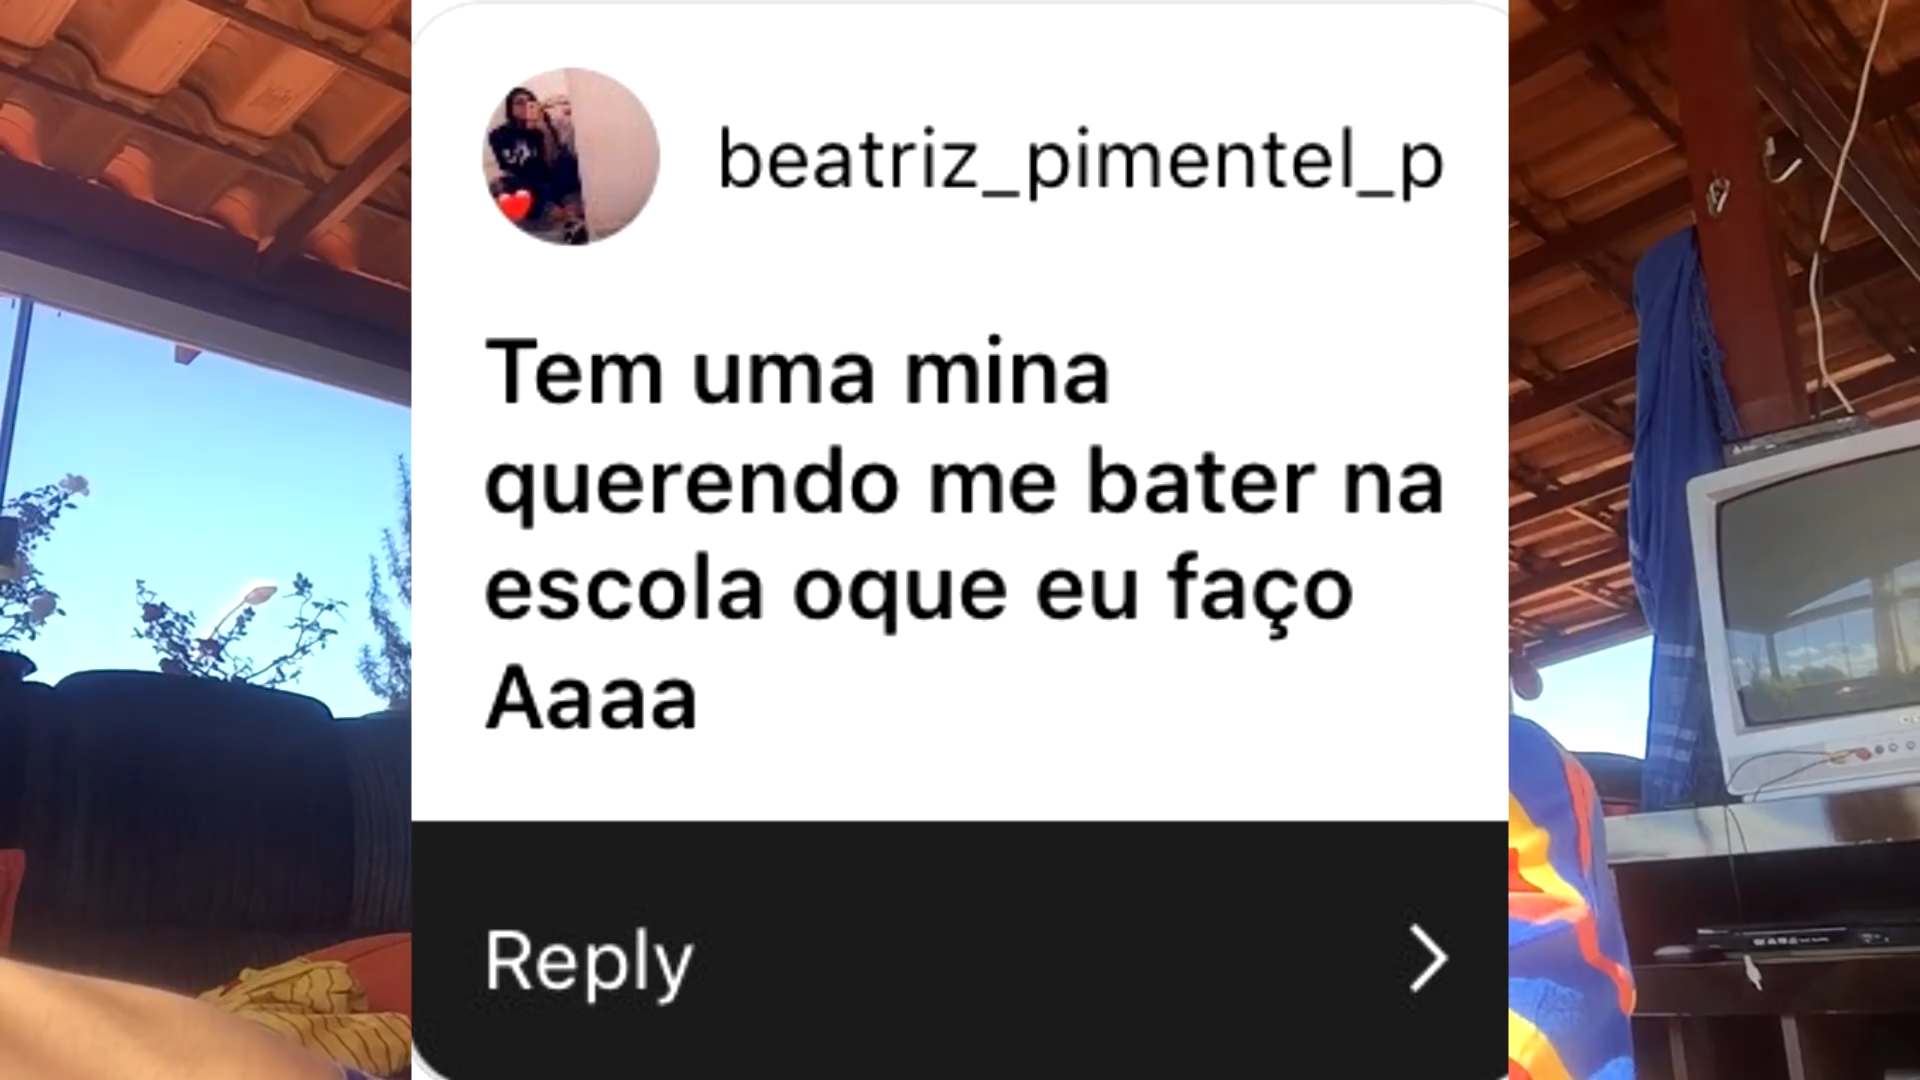 beatriz_pimentel_p
Tem uma mina
querendo me bater na
escola oque eu faço
Aaaa
Reply